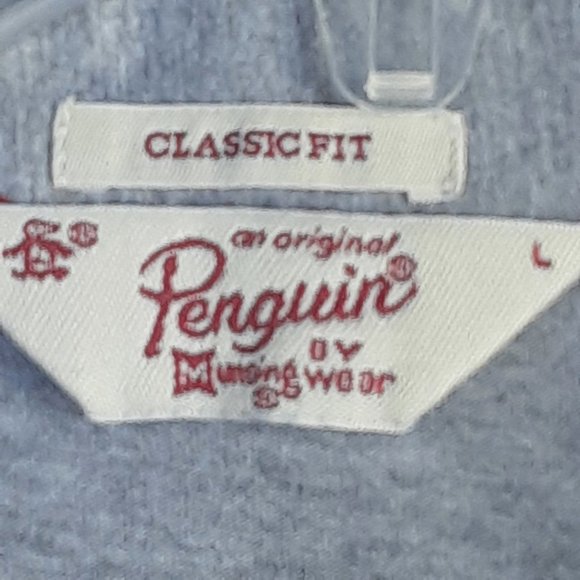 CLASSIC FIT
an original
Penguin®
L
BY
Munsingwear®